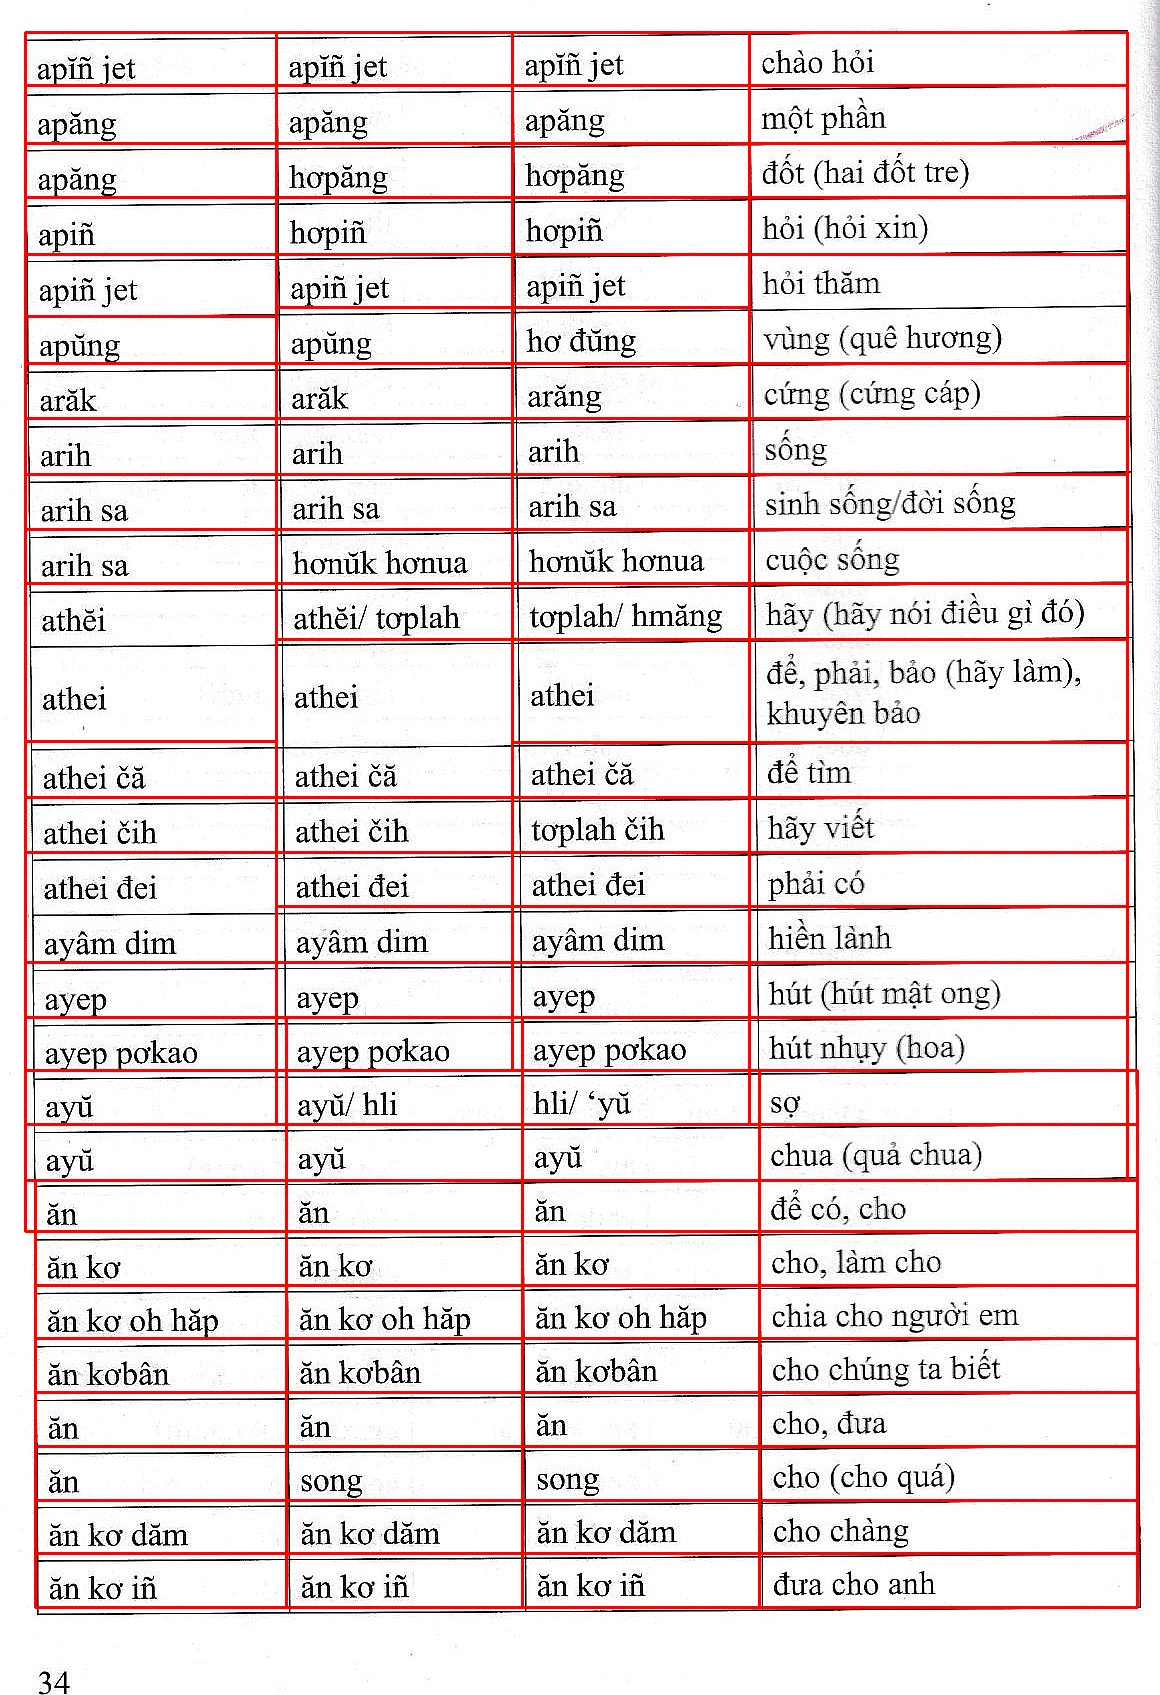 apĭñ jet apĭñ jet apĭñ jet chào hỏi
apăng apăng apăng một phần
apăng hơpăng hơpăng đốt (hai đốt tre)
apiñ hơpiñ hơpiñ hỏi (hỏi xin)
apiñ jet apiñ jet apiñ jet hỏi thăm
apŭng apŭng hơ đŭng vùng (quê hương)
arăk arăk arăng cứng (cứng cáp)
arih arih arih sống
arih sa arih sa arih sa sinh sống/đời sống
arih sa hơnŭk hơnua hơnŭk hơnua cuộc sống
athĕi athĕi/ tơplah tơplah/ hmăng hãy (hãy nói điều gì đó)
athei athei athei để, phải, bảo (hãy làm),
khuyên bảo
athei čă athei čă athei čă để tìm
athei čih athei čih tơplah čih hãy viết
athei đei athei đei athei đei phải có
ayâm dim ayâm dim ayâm dim hiền lành
ayep ayep ayep hút (hút mật ong)
ayep pơkao ayep pơkao ayep pơkao hút nhụy (hoa)
ayŭ ayŭ/ hli hli/ ‘yŭ sợ
ayŭ ayŭ ayŭ chua (quả chua)
ăn ăn ăn để có, cho
ăn kơ ăn kơ ăn kơ cho, làm cho
ăn kơ oh hăp ăn kơ oh hăp ăn kơ oh hăp chia cho người em
ăn kơbân ăn kơbân ăn kơbân cho chúng ta biết
ăn ăn ăn cho, đưa
ăn song song cho (cho quá)
ăn kơ dăm ăn kơ dăm ăn kơ dăm cho chàng
ăn kơ iñ ăn kơ iñ ăn kơ iñ đưa cho anh
34